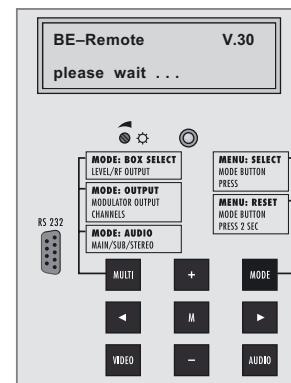 BE–Remote V.30
please wait . . .
MODE: BOX SELECT
LEVEL/RF OUTPUT
MODE: OUTPUT
MODULATOR OUTPUT
CHANNELS
MODE: AUDIO
MAIN/SUB/STEREO
MENU: SELECT
MODE BUTTON
PRESS
MENU: RESET
MODE BUTTON
PRESS 2 SEC
RS 232
MULTI + MODE
◄ M ►
VIDEO – AUDIO